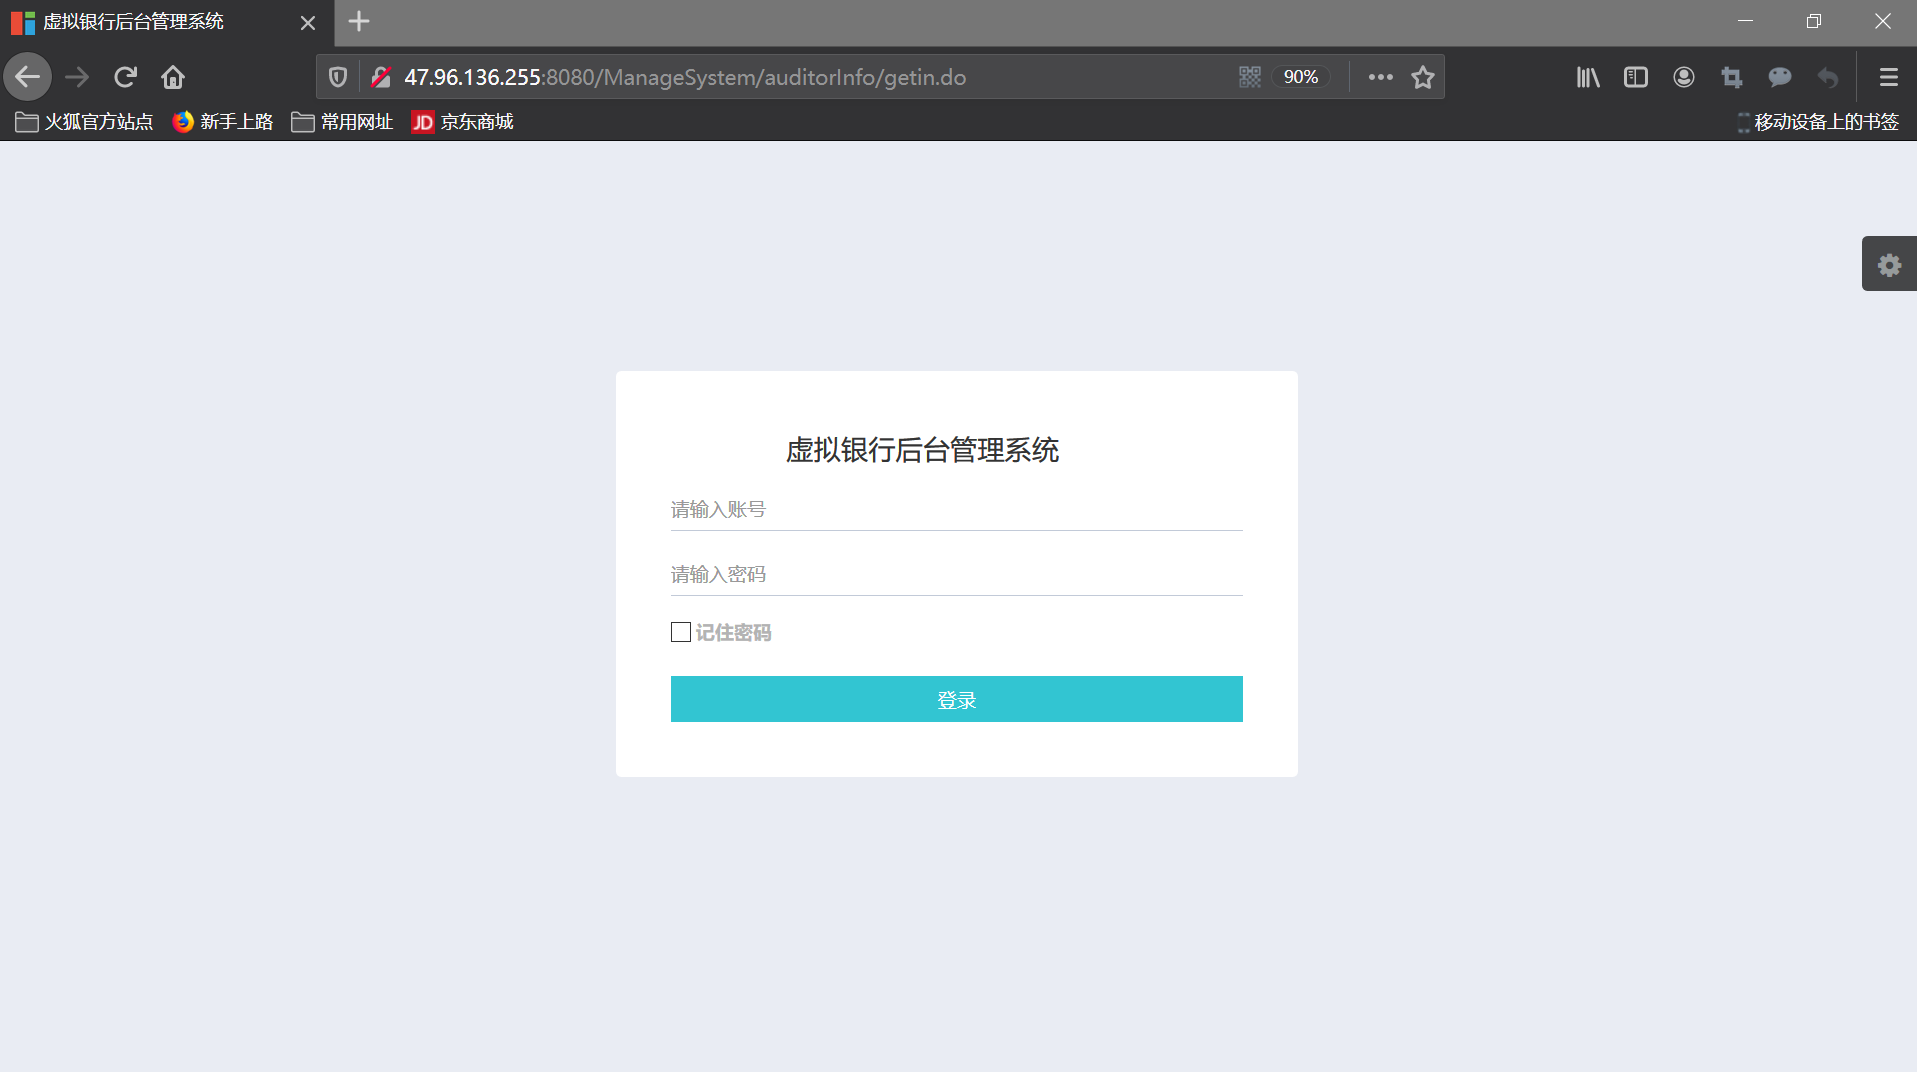 虚拟银行后台管理系统
47.96.136.255:8080/ManageSystem/auditorInfo/getin.do
90%
火狐官方站点
新手上路
常用网址
JD 京东商城
移动设备上的书签
虚拟银行后台管理系统
请输入账号
请输入密码
记住密码
登录